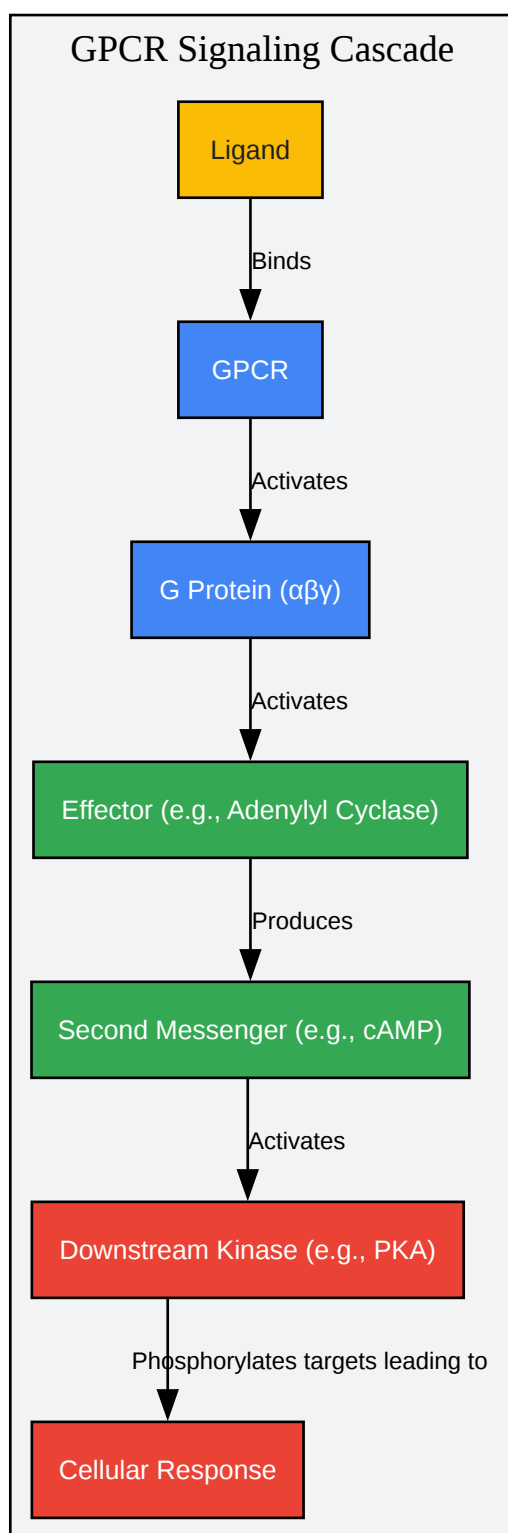 GPCR Signaling Cascade
Ligand
Binds
GPCR
Activates
G Protein (αβγ)
Activates
Effector (e.g., Adenylyl Cyclase)
Produces
Second Messenger (e.g., cAMP)
Activates
Downstream Kinase (e.g., PKA)
Phosphorylates targets leading to
Cellular Response